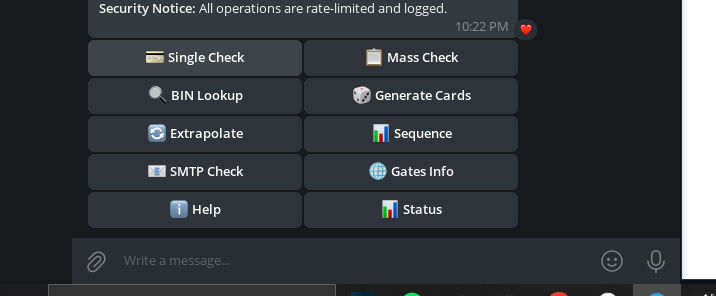 Security Notice: All operations are rate-limited and logged.
10:22 PM
Single Check
Mass Check
BIN Lookup
Generate Cards
Extrapolate
Sequence
SMTP Check
Gates Info
Help
Status
Write a message...